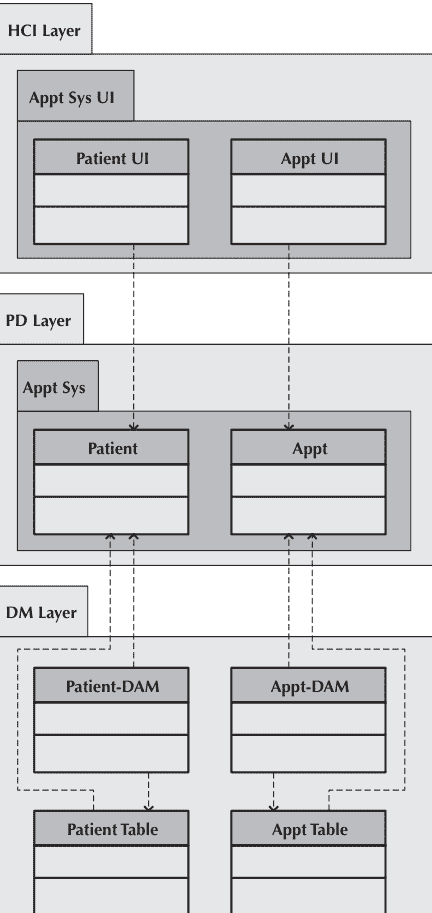 HCI Layer
Appt Sys UI
Patient UI
Appt UI
PD Layer
Appt Sys
Patient
Appt
DM Layer
Patient-DAM
Appt-DAM
Patient Table
Appt Table